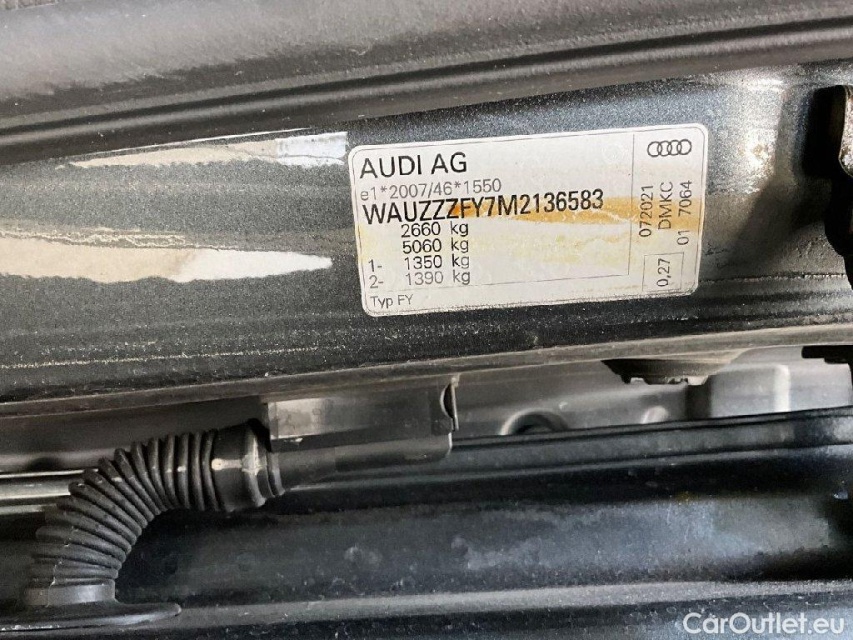 AUDI AG
e1*2007/46*1550
WAUZZZFY7M2136583
2660 kg
5060 kg
1- 1350 kg
2- 1390 kg
Typ FY
072021
DMKC
01 7064
0,27
CarOutlet.eu